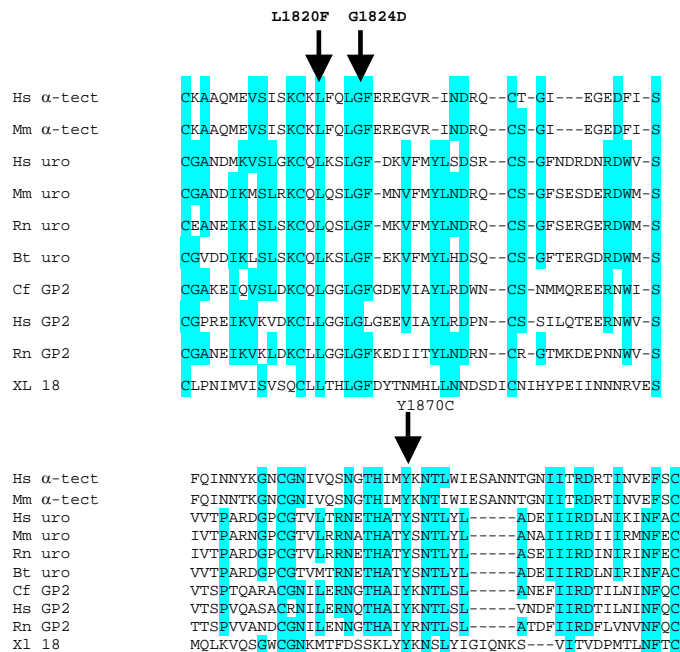 L1820F G1824D
Hs α-tect CKAAQMEVSISKCKLFQLGFEREGVR-INDRQ--CT-GI---EGEDFI-S
Mm α-tect CKAAQMEVSISKCKLFQLGFEREGVR-INDRQ--CS-GI---EGEDFI-S
Hs uro CGANDMKVSLGKCQLKSLGF-DKVFMYLSDSR--CS-GFNDRDNRDWV-S
Mm uro CGANDIKMSLRKCQLQSLGF-MNVFMYLNDRQ--CS-GFSESDERDWM-S
Rn uro CEANEIKISLSKCQLQSLGF-MKVFMYLNDRQ--CS-GFSERGERDWM-S
Bt uro CGVDDIKLSLSKCQLKSLGF-EKVFMYLHDSQ--CS-GFTERGDRDWM-S
Cf GP2 CGAKEIQVSLDKCQLGGLGFGDEVIAYLRDWN--CS-NMMQREERNWI-S
Hs GP2 CGPREIKVKVDKCLLGGLGLGEEVIAYLRDPN--CS-SILQTEERNWV-S
Rn GP2 CGANEIKVKLDKCLLGGLGFKEDIITYLNDRN--CR-GTMKDEPNNWV-S
XL 18 CLPNIMVISVSQCLLTHLGFDYTNMHLLNNDSDICNIHYPEIINNNRVES
Y1870C
Hs α-tect FQINNYKGNCGNIVQSNGTHIMYKNTLWIESANNTGNIITRDRTINVEFSC
Mm α-tect FQINNTKGNCGNIVQSNGTHIMYKNTIWIESANNTGNIITRDRTINVEFSC
Hs uro VVTPARDGPCGTVLTRNETHATYSNTLYL-----ADEIIIRDLNIKINFAC
Mm uro IVTPARNGPCGTVLRRNATHATYSNTLYL-----ANAIIIRDIIIRMNFEC
Rn uro IVTPARDGPCGTVLRRNETHATYSNTLYL-----ASEIIIRDINIRINFEC
Bt uro VVTPARDGPCGTVMTRNETHATYSNTLYL-----ADEIIIRDLNIRINFAC
Cf GP2 VTSPTQARACGNILERNGTHAIYKNTLSL-----ANEFIIRDTILNINFQC
Hs GP2 VTSPVQASACRNILERNQTHAIYKNTLSL-----VNDFIIRDTILNINFQC
Rn GP2 TTSPVVANDCGNILENNGTHAIYRNTLSL-----ATDFIIRDFLVNVNFQC
Xl 18 MQLKVQSGWCGNKMTFDSSKLYYKNSLYIGIQNKS---VITVDPMTLNFTC